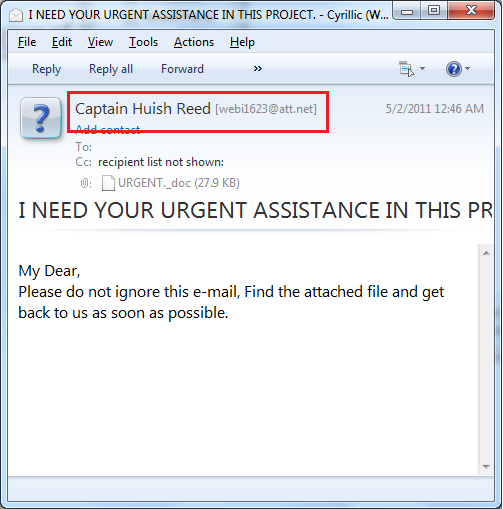 I NEED YOUR URGENT ASSISTANCE IN THIS PROJECT. - Cyrillic (W...
File Edit View Tools Actions Help
Reply Reply all Forward »
Captain Huish Reed [webi1623@att.net] 5/2/2011 12:46 AM
Add contact
To:
Cc: recipient list not shown:
URGENT._doc (27.9 KB)
I NEED YOUR URGENT ASSISTANCE IN THIS PR
My Dear,
Please do not ignore this e-mail, Find the attached file and get
back to us as soon as possible.